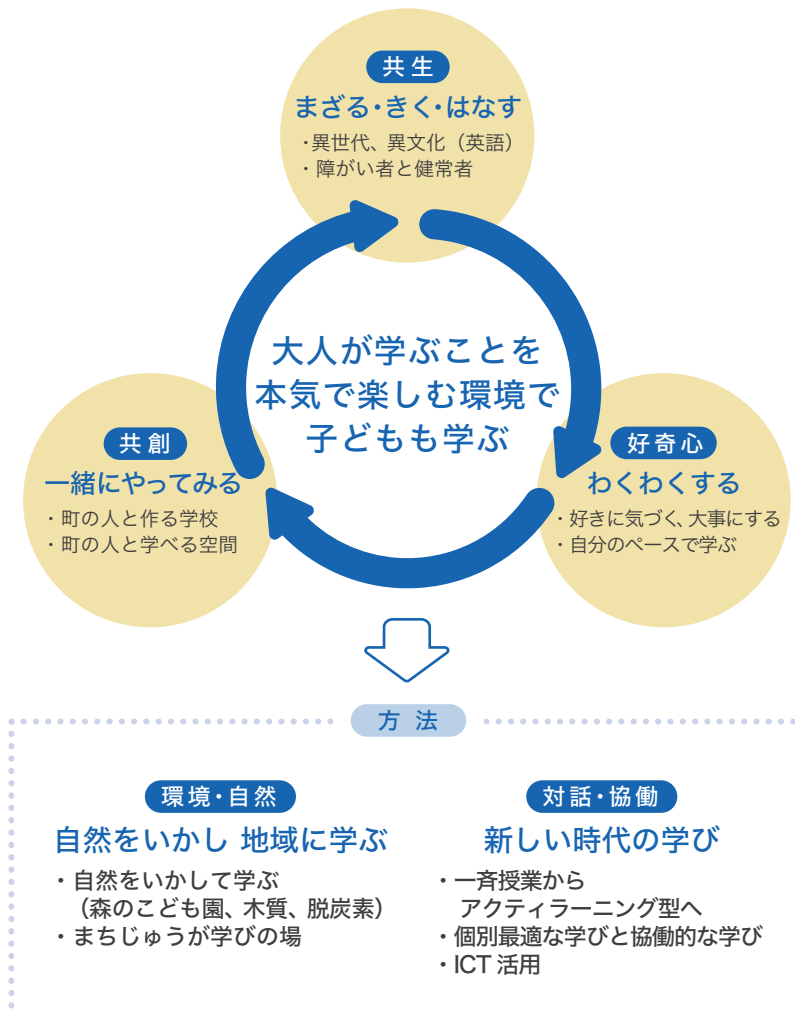 共生
まざる・きく・はなす
・異世代、異文化（英語）
・障がい者と健常者
大人が学ぶことを
本気で楽しむ環境で
子どもも学ぶ
共創
一緒にやってみる
・町の人と作る学校
・町の人と学べる空間
好奇心
わくわくする
・好きに気づく、大事にする
・自分のペースで学ぶ
方法
環境・自然
自然をいかし 地域に学ぶ
・自然をいかして学ぶ
（森のこども園、木質、脱炭素）
・まちじゅうが学びの場
対話・協働
新しい時代の学び
・一斉授業から
アクティラーニング型へ
・個別最適な学びと協働的な学び
・ICT 活用